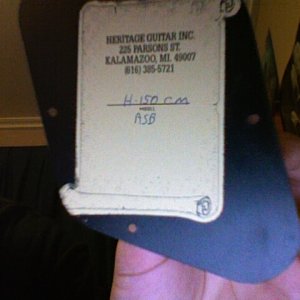 HERITAGE GUITAR INC.
225 PARSONS ST.
KALAMAZOO, MI. 49007
(616) 385-5721
H-150 CM
MODEL
ASB